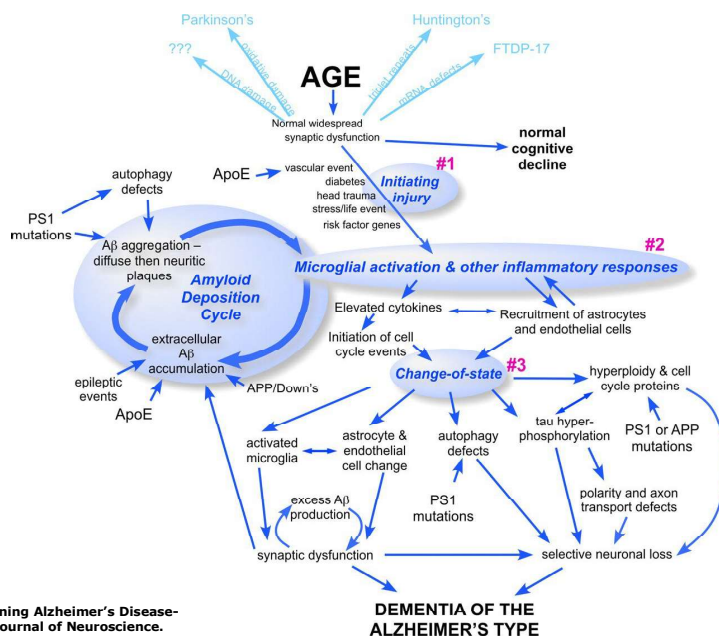 Parkinson's
Huntington's
???
FTDP-17
oxidative damage
DNA damage
triplet repeats
mRNA defects
AGE
Normal widespread
synaptic dysfunction
normal
cognitive
decline
#1
ApoE
vascular event
diabetes
head trauma
stress/life event
risk factor genes
Initiating
injury
autophagy
defects
PS1
mutations
Aβ aggregation –
diffuse then neuritic
plaques
Amyloid
Deposition
Cycle
extracellular
Aβ
accumulation
epileptic
events
ApoE
APP/Down's
#2
Microglial activation & other inflammatory responses
Elevated cytokines
Recruitment of astrocytes
and endothelial cells
Initiation of cell
cycle events
Change-of-state
#3
hyperploidy & cell
cycle proteins
activated
microglia
astrocyte &
endothelial
cell change
autophagy
defects
tau hyper-
phosphorylation
PS1 or APP
mutations
PS1
mutations
polarity and axon
transport defects
excess Aβ
production
synaptic dysfunction
selective neuronal loss
DEMENTIA OF THE
ALZHEIMER'S TYPE
ning Alzheimer's Disease-
ournal of Neuroscience.